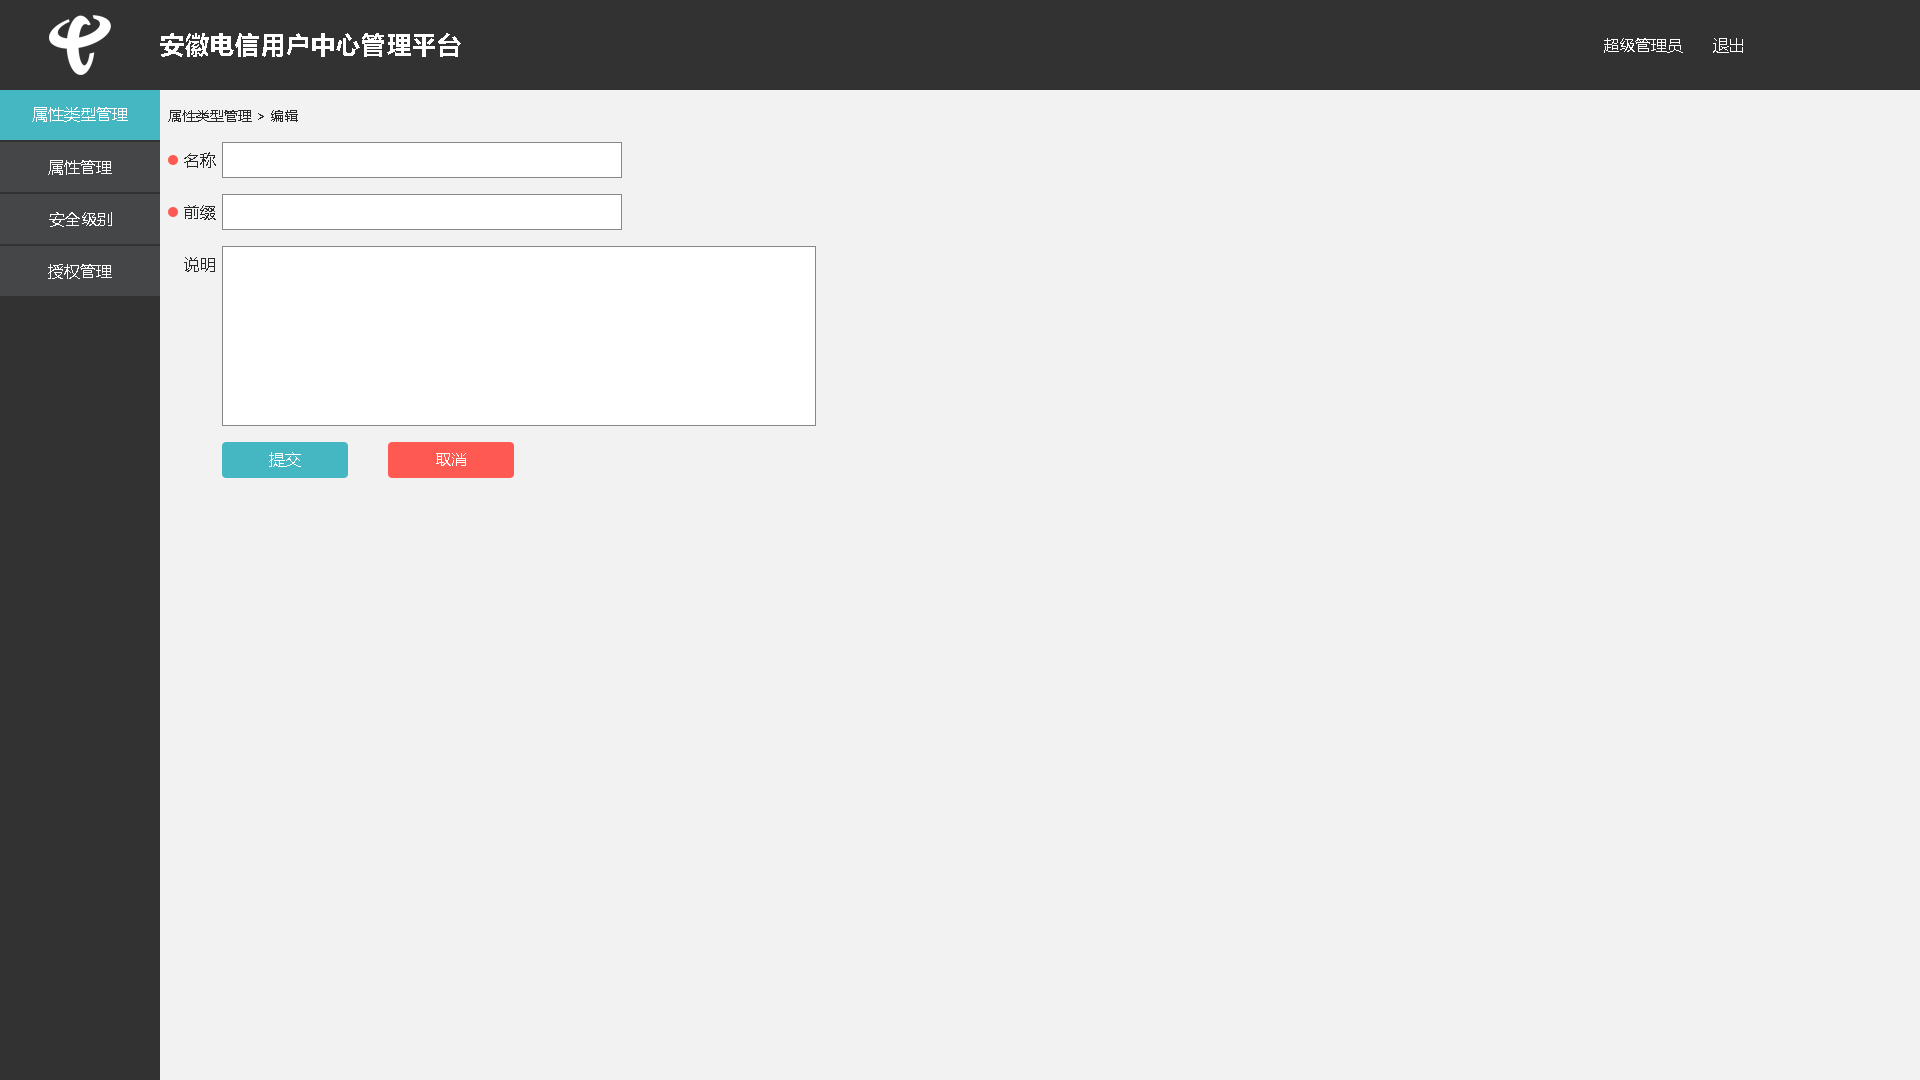 安徽电信用户中心管理平台
超级管理员 退出
属性类型管理
属性管理
安全级别
授权管理
属性类型管理 > 编辑
名称
前缀
说明
提交 取消